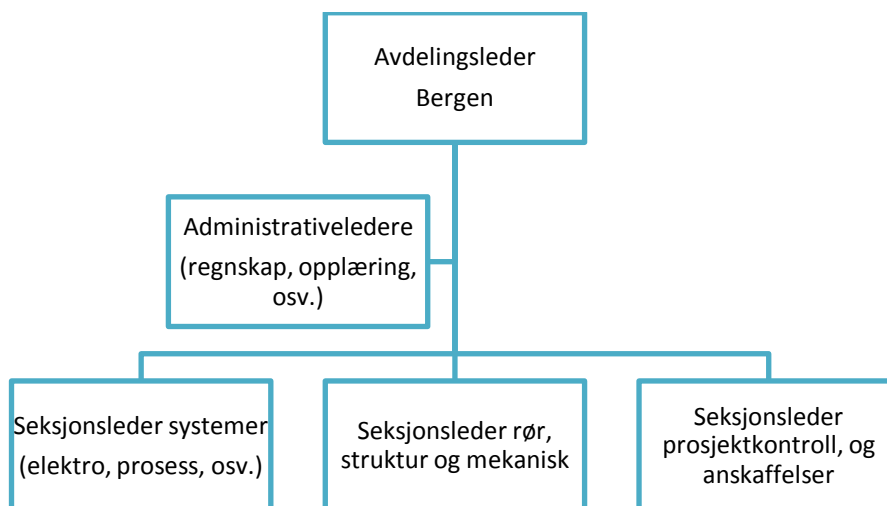 Avdelingsleder
Bergen
Administrativeledere
(regnskap, opplæring,
osv.)
Seksjonsleder systemer
(elektro, prosess, osv.)
Seksjonsleder rør,
struktur og mekanisk
Seksjonsleder
prosjektkontroll, og
anskaffelser